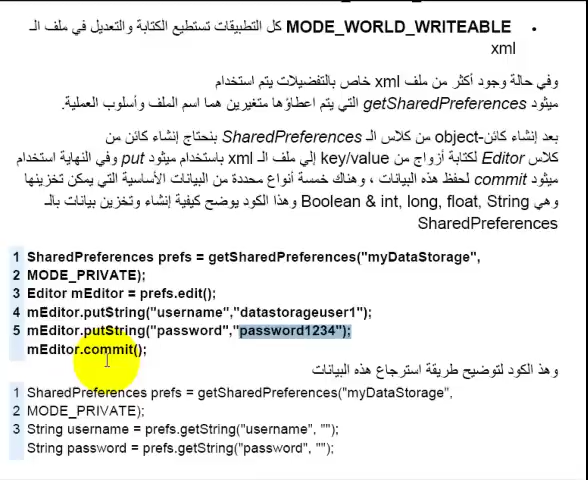 • MODE_WORLD_WRITEABLE كل التطبيقات تستطيع الكتابة والتعديل في ملف الـ
xml
وفي حالة وجود أكثر من ملف xml خاص بالتفضيلات يتم استخدام
ميثود getSharedPreferences التي يتم اعطاؤها متغيرين هما اسم الملف وأسلوب العملية.
بعد إنشاء كائن-object من كلاس الـ SharedPreferences بنحتاج إنشاء كائن من
كلاس Editor لكتابة أزواج من key/value إلي ملف الـ xml باستخدام ميثود put وفي النهاية استخدام
ميثود commit لحفظ هذه البيانات ، وهناك خمسة أنواع محددة من البيانات الأساسية التي يمكن تخزينها
وهي Boolean & int, long, float, String وهذا الكود يوضح كيفية إنشاء وتخزين بيانات بالـ
SharedPreferences
1 SharedPreferences prefs = getSharedPreferences("myDataStorage",
2 MODE_PRIVATE);
3 Editor mEditor = prefs.edit();
4 mEditor.putString("username","datastorageuser1");
5 mEditor.putString("password","password1234");
mEditor.commit();
وهذ الكود لتوضيح طريقة استرجاع هذه البيانات
1 SharedPreferences prefs = getSharedPreferences("myDataStorage",
2 MODE_PRIVATE);
3 String username = prefs.getString("username", "");
String password = prefs.getString("password", "");